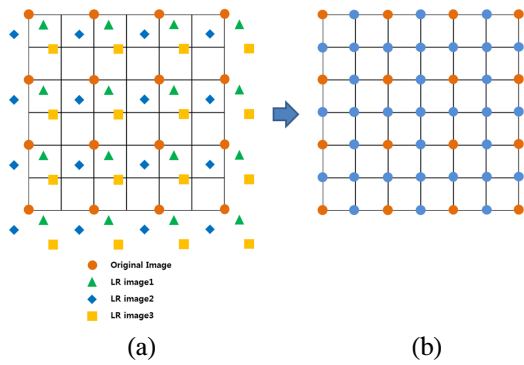 Original Image
LR image1
LR image2
LR image3
(a)
(b)